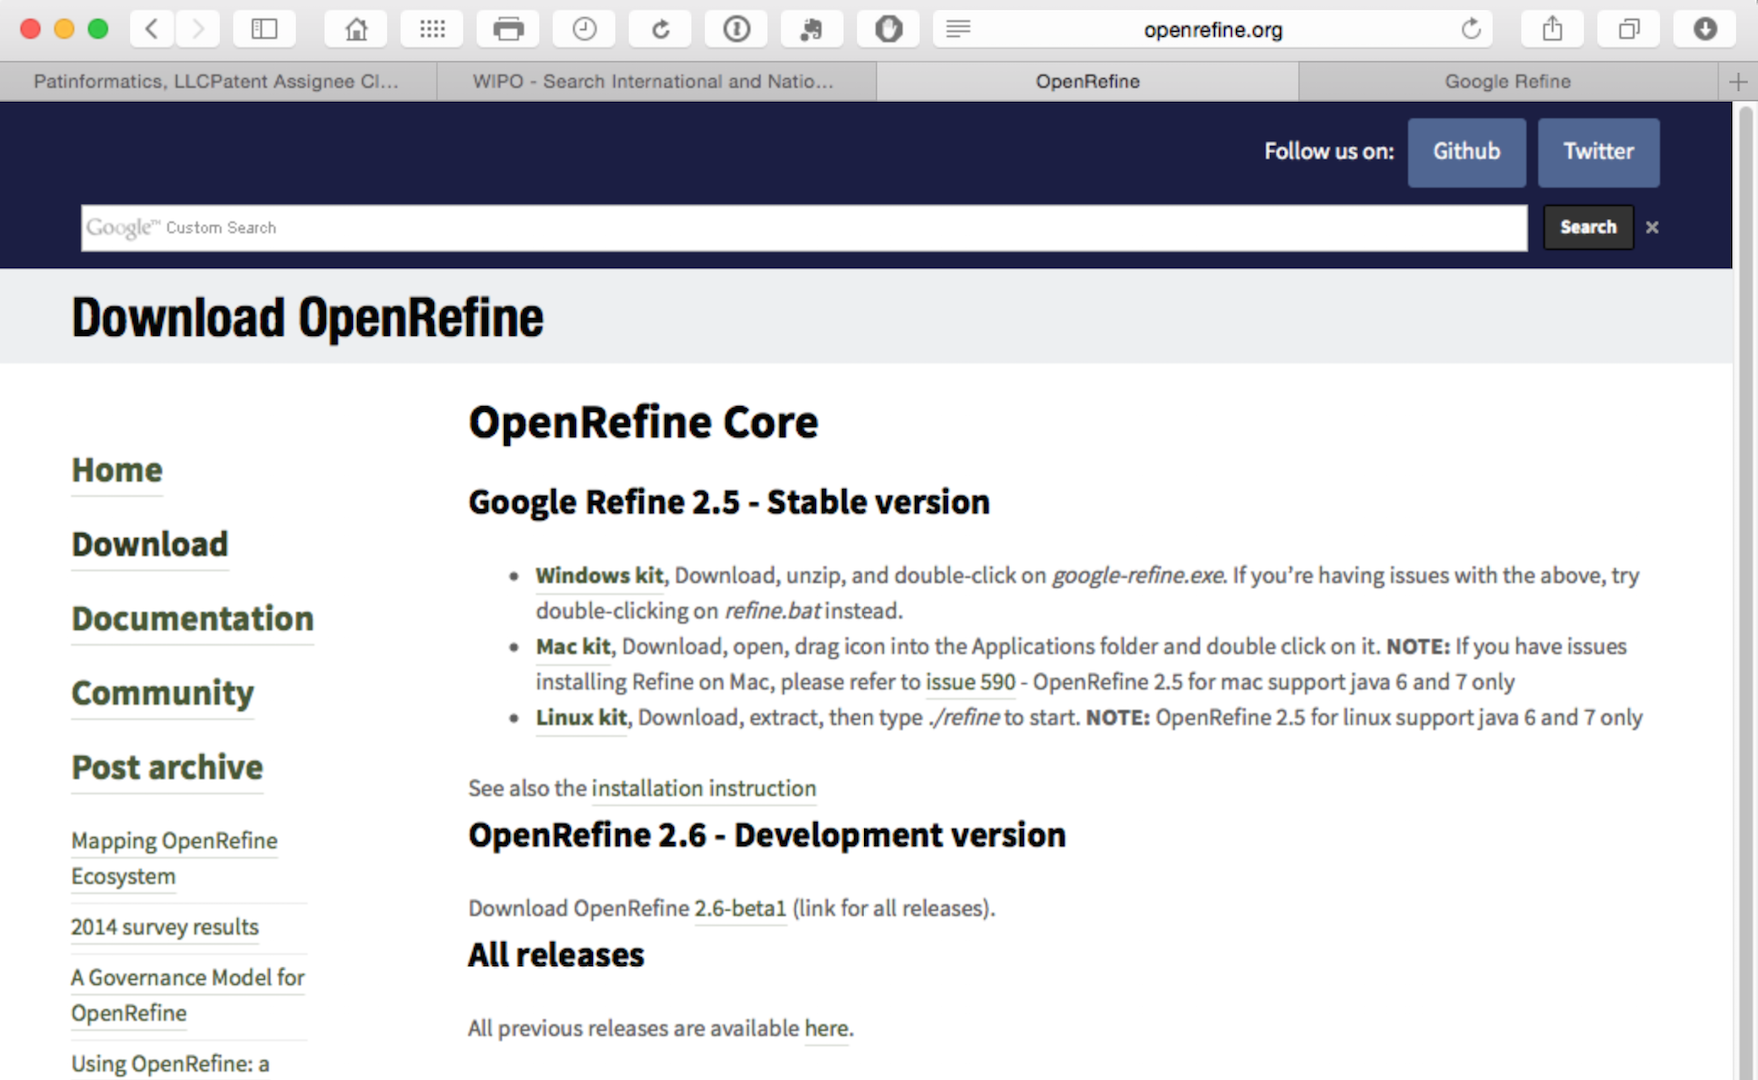 openrefine.org
Patinformatics, LLCPatent Assignee Cl...
WIPO - Search International and Natio...
OpenRefine
Google Refine
Follow us on:
Github
Twitter
Google™ Custom Search
Search
Download OpenRefine
Home
Download
Documentation
Community
Post archive
Mapping OpenRefine
Ecosystem
2014 survey results
A Governance Model for
OpenRefine
Using OpenRefine: a
OpenRefine Core
Google Refine 2.5 - Stable version
• Windows kit, Download, unzip, and double-click on google-refine.exe. If you’re having issues with the above, try
double-clicking on refine.bat instead.
• Mac kit, Download, open, drag icon into the Applications folder and double click on it. NOTE: If you have issues
installing Refine on Mac, please refer to issue 590 - OpenRefine 2.5 for mac support java 6 and 7 only
• Linux kit, Download, extract, then type ./refine to start. NOTE: OpenRefine 2.5 for linux support java 6 and 7 only
See also the installation instruction
OpenRefine 2.6 - Development version
Download OpenRefine 2.6-beta1 (link for all releases).
All releases
All previous releases are available here.